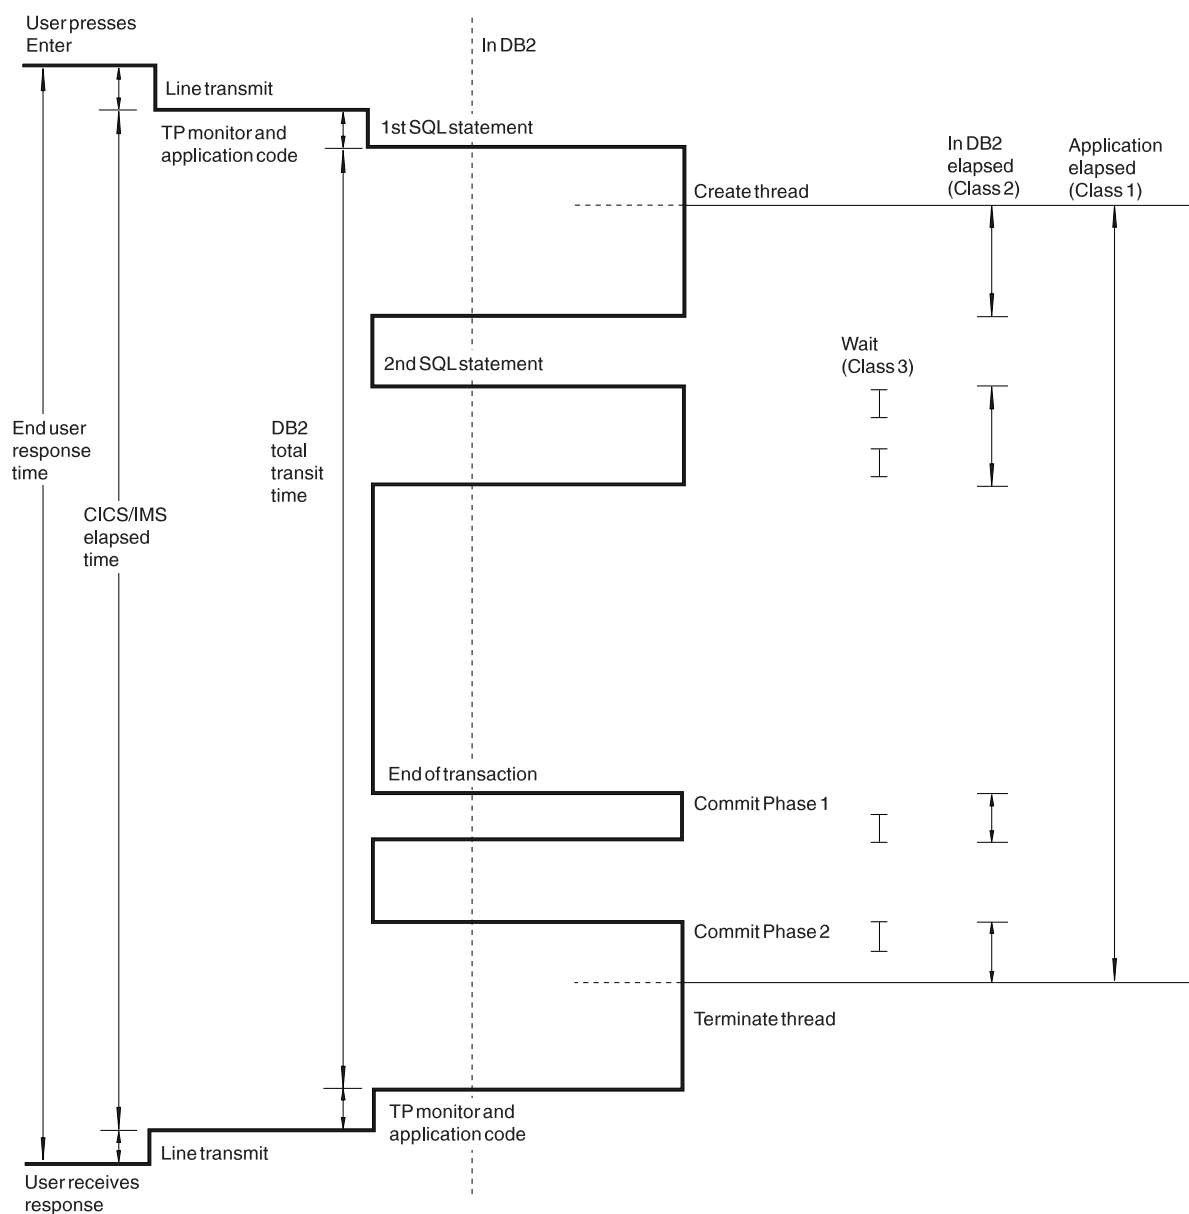 User presses
Enter
In DB2
Line transmit
TP monitor and
application code
1st SQL statement
In DB2
elapsed
(Class 2)
Application
elapsed
(Class 1)
Create thread
2nd SQL statement
Wait
(Class 3)
End user
response
time
DB2
total
transit
time
CICS/IMS
elapsed
time
End of transaction
Commit Phase 1
Commit Phase 2
Terminate thread
TP monitor and
application code
Line transmit
User receives
response